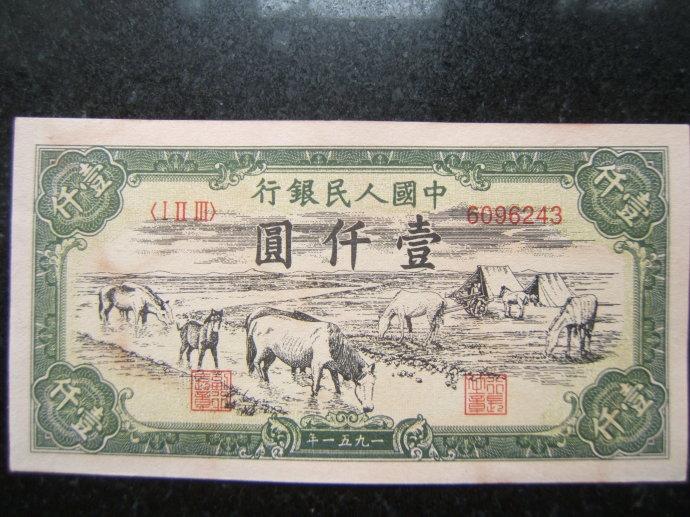 壹仟
壹仟
中國人民銀行
〈I II III〉
6096243
壹仟圓
壹仟
壹仟
一九五一年